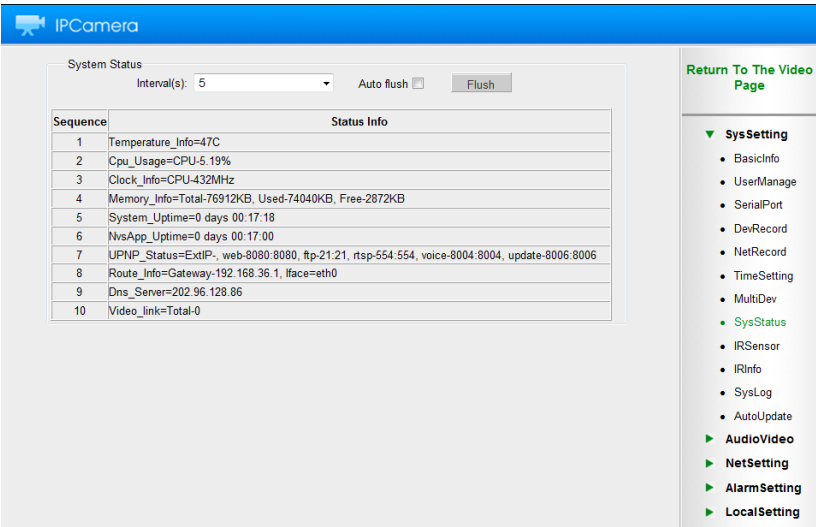 IPCamera
System Status
Interval(s): 5 Auto flush Flush
Sequence Status Info
1 Temperature_Info=47C
2 Cpu_Usage=CPU-5.19%
3 Clock_Info=CPU-432MHz
4 Memory_Info=Total-76912KB, Used-74040KB, Free-2872KB
5 System_Uptime=0 days 00:17:18
6 NvsApp_Uptime=0 days 00:17:00
7 UPNP_Status=ExtIP-, web-8080:8080, ftp-21:21, rtsp-554:554, voice-8004:8004, update-8006:8006
8 Route_Info=Gateway-192.168.36.1, Iface=eth0
9 Dns_Server=202.96.128.86
10 Video_link=Total-0
Return To The Video
Page
SysSetting
BasicInfo
UserManage
SerialPort
DevRecord
NetRecord
TimeSetting
MultiDev
SysStatus
IRSensor
IRInfo
SysLog
AutoUpdate
AudioVideo
NetSetting
AlarmSetting
LocalSetting